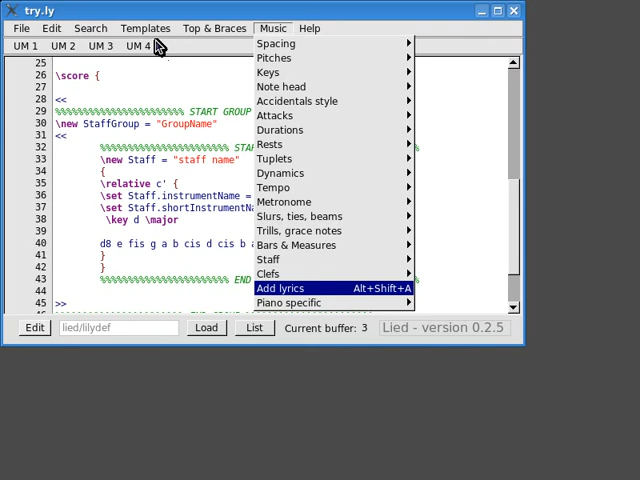 try.ly
File Edit Search Templates Top & Braces Music Help
UM 1 UM 2 UM 3 UM 4
25
26 \score {
27
28 <<
29 %%%%%%%%%%%%%%%%%%%%%%% START GROUP
30 \new StaffGroup = "GroupName"
31 <<
32 %%%%%%%%%%%%%%%%%%%%%%% STAR
33 \new Staff = "staff name"
34 {
35 \relative c' {
36 \set Staff.instrumentName =
37 \set Staff.shortInstrumentNa
38 \key d \major
39
40 d8 e fis g a b cis d cis b a
41 }
42 }
43 %%%%%%%%%%%%%%%%%%%%%%% END
44
45 >>
Spacing
Pitches
Keys
Note head
Accidentals style
Attacks
Durations
Rests
Tuplets
Dynamics
Tempo
Metronome
Slurs, ties, beams
Trills, grace notes
Bars & Measures
Staff
Clefs
Add lyrics Alt+Shift+A
Piano specific
Edit lied/lilydef Load List Current buffer: 3 Lied - version 0.2.5